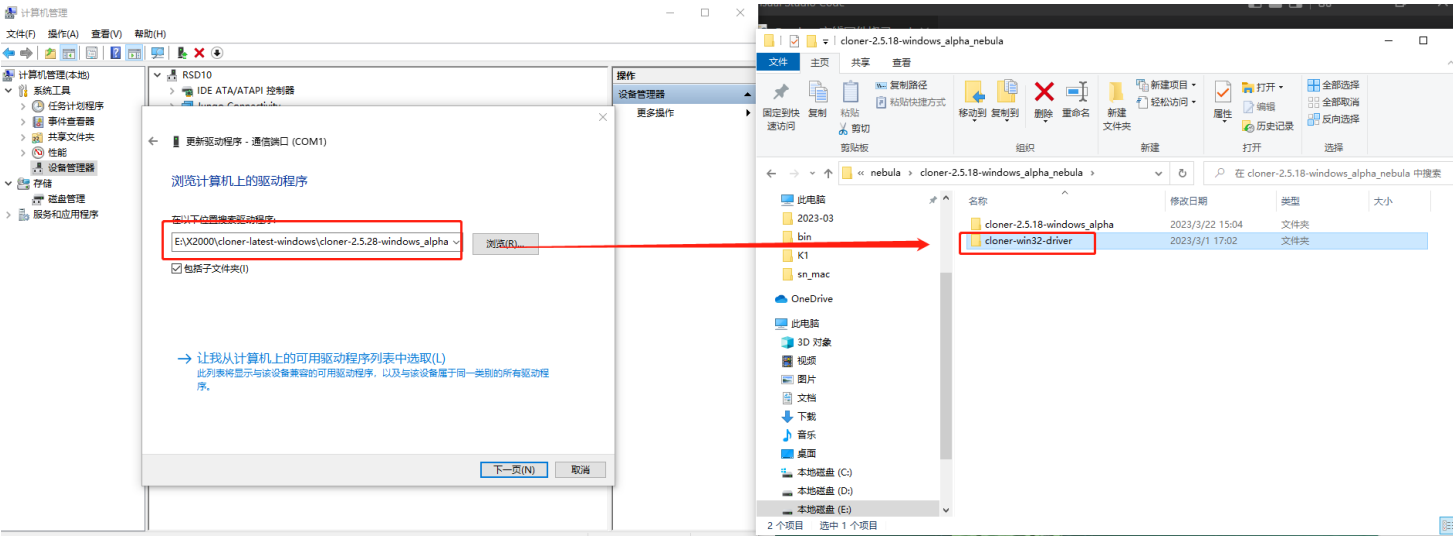 计算机管理
文件(F) 操作(A) 查看(V) 帮助(H)
计算机管理(本地)
系统工具
任务计划程序
事件查看器
共享文件夹
性能
设备管理器
存储
磁盘管理
服务和应用程序
RSD10
IDE ATA/ATAPI 控制器
操作
设备管理器
更多操作
更新驱动程序 - 通信端口 (COM1)
浏览计算机上的驱动程序
在以下位置搜索驱动程序:
E:\X2000\cloner-latest-windows\cloner-2.5.28-windows_alpha
浏览(R)...
包括子文件夹(I)
让我从计算机上的可用驱动程序列表中选取(L)
此列表将显示与该设备兼容的可用驱动程序，以及与该设备属于同一类别的所有驱动程
序。
下一页(N) 取消
cloner-2.5.18-windows_alpha_nebula
文件 主页 共享 查看
固定到快
速访问
复制
粘贴
复制路径
粘贴快捷方式
剪切
剪贴板
移动到 复制到 删除 重命名
组织
新建
文件夹
新建项目
轻松访问
新建
属性
打开
编辑
历史记录
打开
全部选择
全部取消
反向选择
选择
« nebula › cloner-2.5.18-windows_alpha_nebula ›
在 cloner-2.5.18-windows_alpha_nebula 中搜索
此电脑
2023-03
bin
K1
sn_mac
OneDrive
此电脑
3D 对象
视频
图片
文档
下载
音乐
桌面
本地磁盘 (C:)
本地磁盘 (D:)
本地磁盘 (E:)
名称 修改日期 类型 大小
cloner-2.5.18-windows_alpha 2023/3/22 15:04 文件夹
cloner-win32-driver 2023/3/1 17:02 文件夹
2 个项目 选中 1 个项目